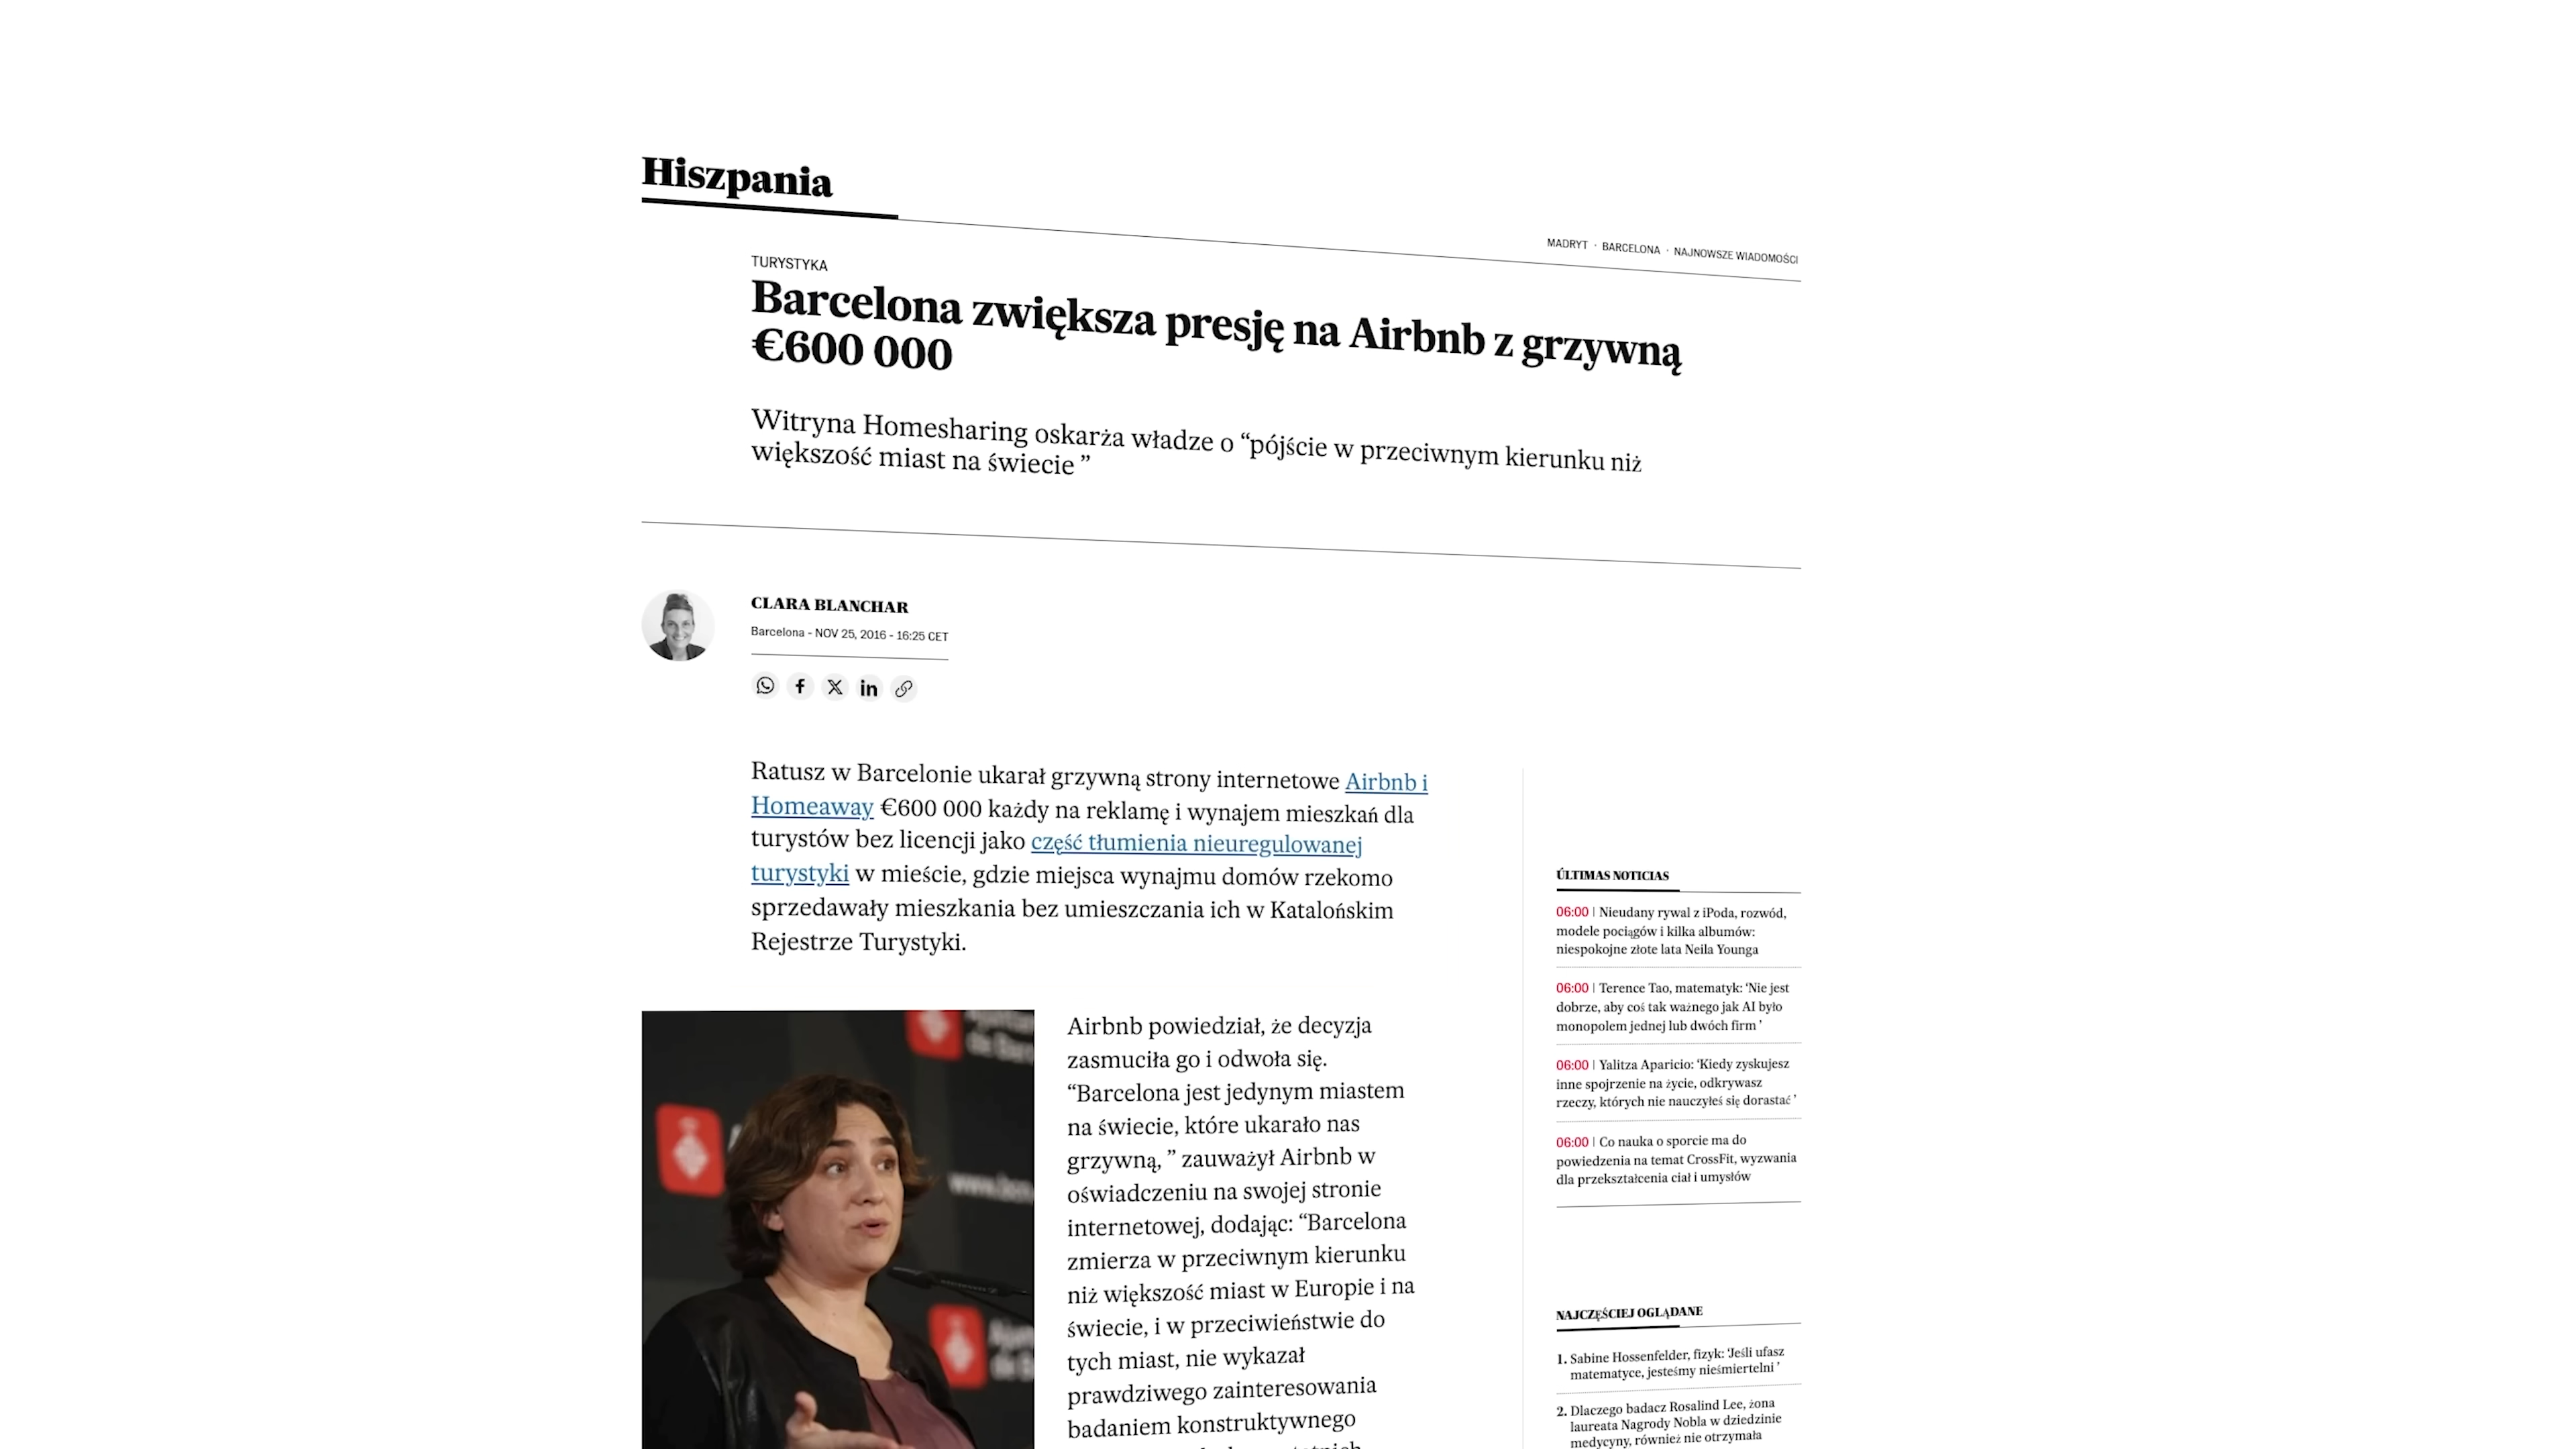 Hiszpania
MADRYT · BARCELONA · NAJNOWSZE WIADOMOŚCI
TURYSTYKA
Barcelona zwiększa presję na Airbnb z grzywną
€600 000
Witryna Homesharing oskarża władze o “pójście w przeciwnym kierunku niż
większość miast na świecie ”
CLARA BLANCHAR
Barcelona - NOV 25, 2016 - 16:25 CET
Ratusz w Barcelonie ukarał grzywną strony internetowe Airbnb i
Homeaway €600 000 każdy na reklamę i wynajem mieszkań dla
turystów bez licencji jako część tłumienia nieuregulowanej
turystyki w mieście, gdzie miejsca wynajmu domów rzekomo
sprzedawały mieszkania bez umieszczania ich w Katalońskim
Rejestrze Turystyki.
Airbnb powiedział, że decyzja
zasmuciła go i odwoła się.
“Barcelona jest jedynym miastem
na świecie, które ukarało nas
grzywną, ” zauważył Airbnb w
oświadczeniu na swojej stronie
internetowej, dodając: “Barcelona
zmierza w przeciwnym kierunku
niż większość miast w Europie i na
świecie, i w przeciwieństwie do
tych miast, nie wykazał
prawdziwego zainteresowania
badaniem konstruktywnego
ÚLTIMAS NOTICIAS
06:00 | Nieudany rywal z iPoda, rozwód,
modele pociągów i kilka albumów:
niespokojne złote lata Neila Younga
06:00 | Terence Tao, matematyk: ‘Nie jest
dobrze, aby coś tak ważnego jak AI było
monopolem jednej lub dwóch firm ’
06:00 | Yalitza Aparicio: ‘Kiedy zyskujesz
inne spojrzenie na życie, odkrywasz
rzeczy, których nie nauczyłeś się dorastać ’
06:00 | Co nauka o sporcie ma do
powiedzenia na temat CrossFit, wyzwania
dla przekształcenia ciał i umysłów
NAJCZĘŚCIEJ OGLĄDANE
1. Sabine Hossenfelder, fizyk: ‘Jeśli ufasz
matematyce, jesteśmy nieśmiertelni ’
2. Dlaczego badacz Rosalind Lee, żona
laureata Nagrody Nobla w dziedzinie
medycyny, również nie otrzymała